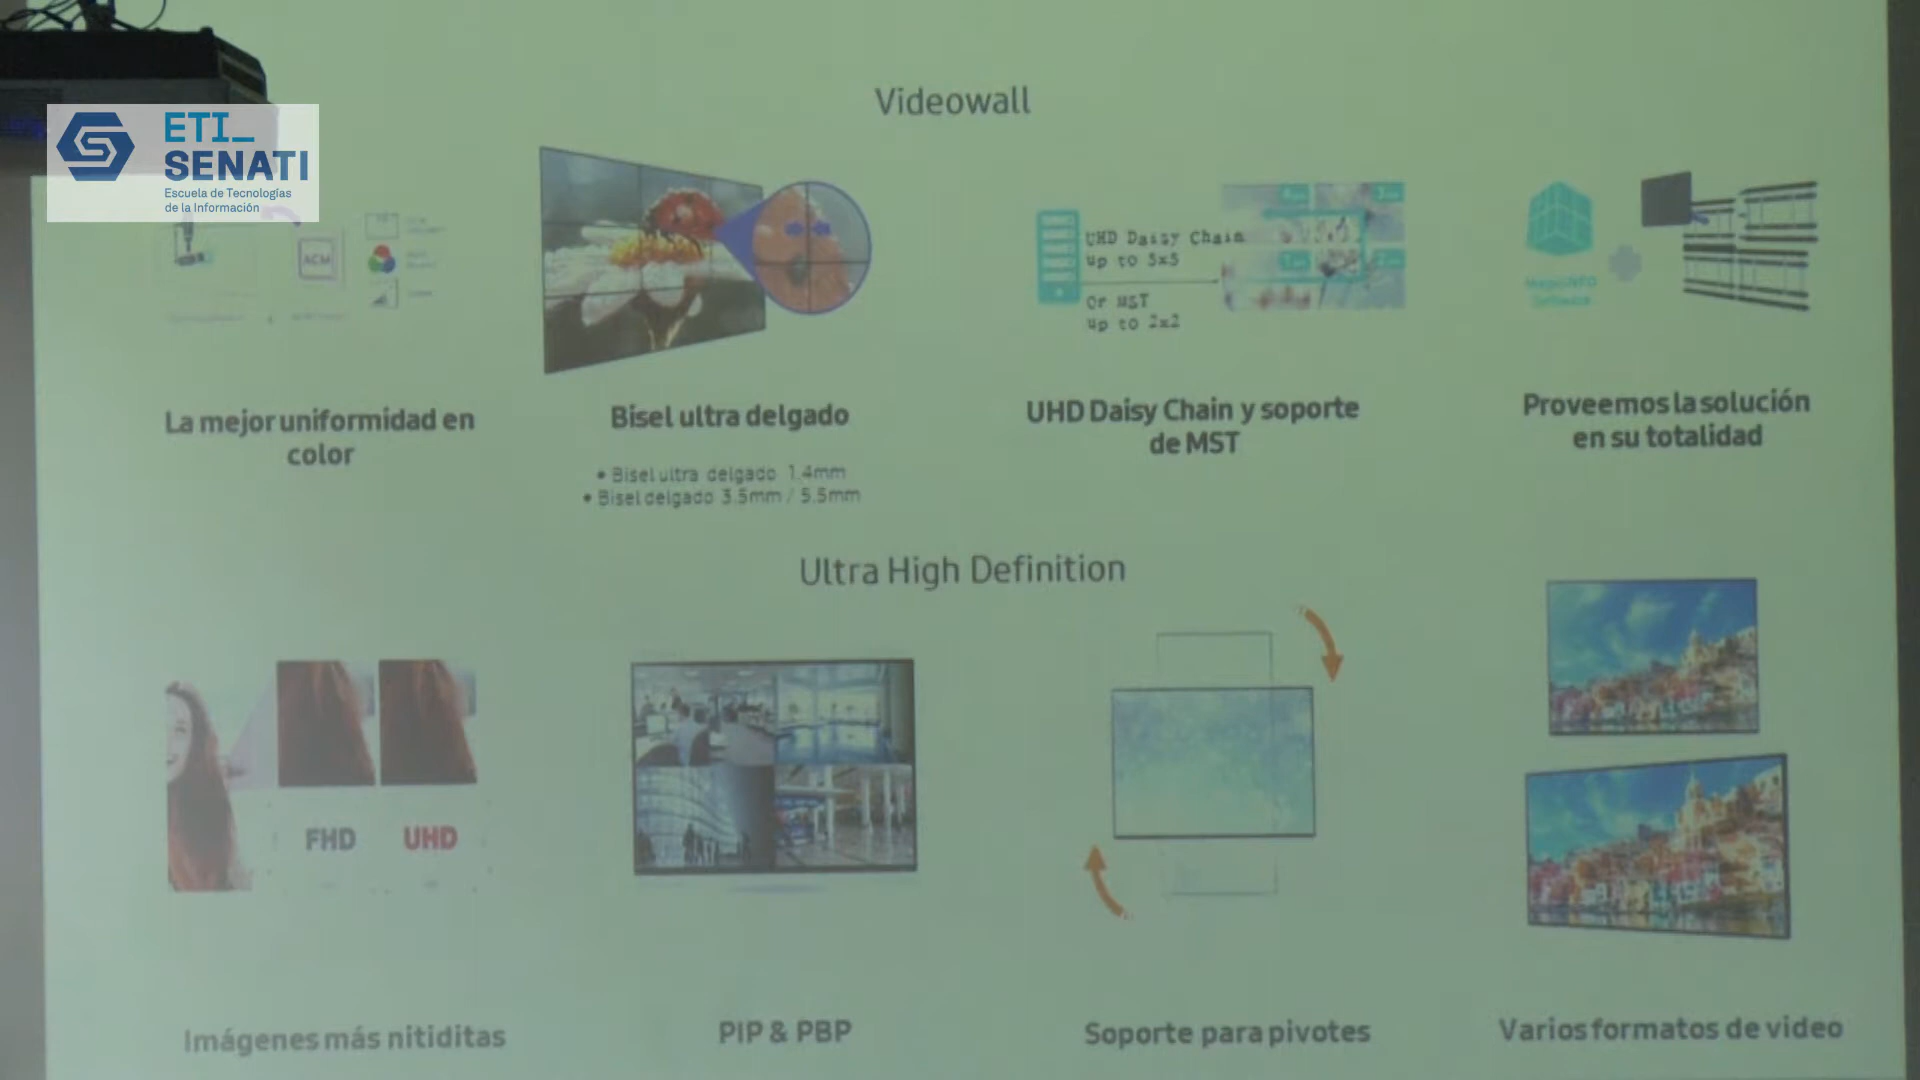 ETI_
SENATI
Escuela de Tecnologías
de la Información
Videowall
ACM
UHD Daisy Chain
up to 5x5
Or MST
up to 2x2
MagicINFO
Software
La mejor uniformidad en
color
Bisel ultra delgado
• Bisel ultra delgado 1.4mm
• Bisel delgado 3.5mm / 5.5mm
UHD Daisy Chain y soporte
de MST
Proveemos la solución
en su totalidad
Ultra High Definition
FHD
UHD
Imágenes más nitiditas
PIP & PBP
Soporte para pivotes
Varios formatos de video